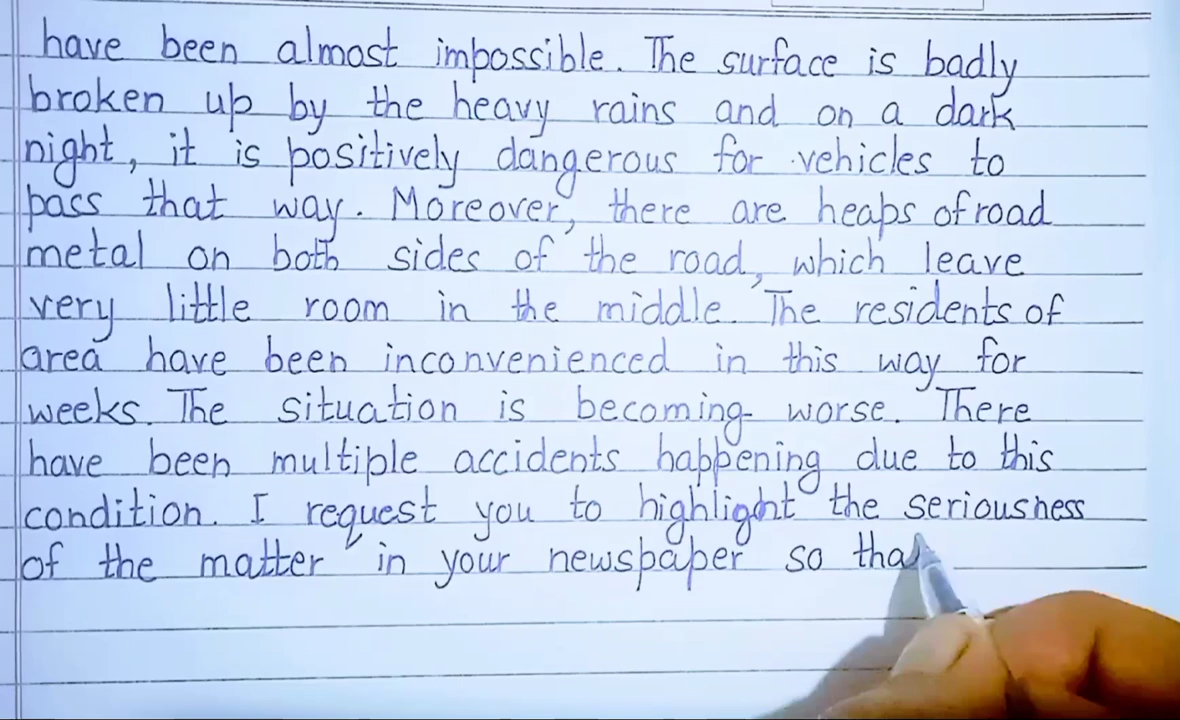 have been almost impossible. The surface is badly
broken up by the heavy rains and on a dark
night, it is positively dangerous for vehicles to
pass that way. Moreover, there are heaps of road
metal on both sides of the road, which leave
very little room in the middle. The residents of
area have been inconvenienced in this way for
weeks. The situation is becoming worse. There
have been multiple accidents happening due to this
condition. I request you to highlight the seriousness
of the matter in your newspaper so tha